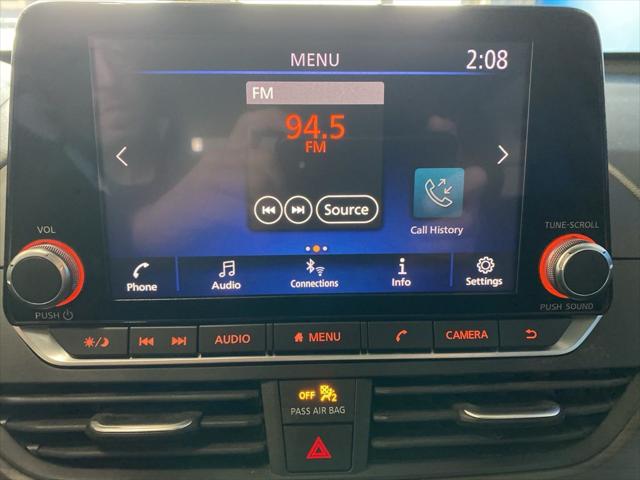 MENU 2:08
FM
94.5
FM
Source
Call History
Phone Audio Connections Info Settings
VOL
PUSH
TUNE-SCROLL
PUSH SOUND
AUDIO MENU CAMERA
OFF 2
PASS AIR BAG